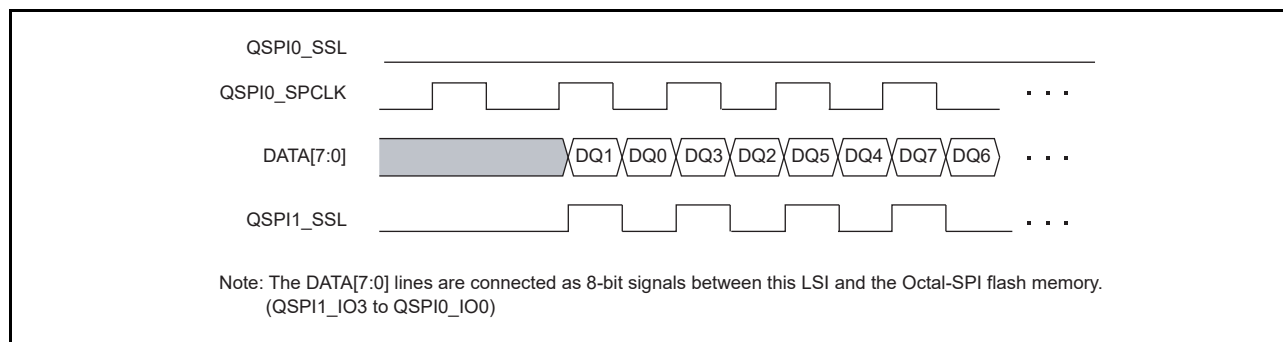 QSPI0_SSL
QSPI0_SPCLK
. . .
DATA[7:0]
DQ1 DQ0 DQ3 DQ2 DQ5 DQ4 DQ7 DQ6 . . .
QSPI1_SSL
. . .
Note: The DATA[7:0] lines are connected as 8-bit signals between this LSI and the Octal-SPI flash memory.
(QSPI1_IO3 to QSPI0_IO0)